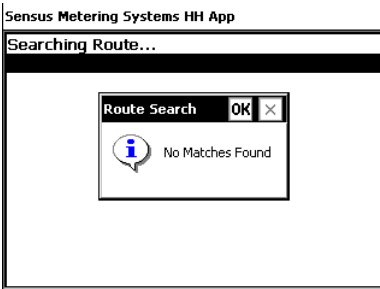 Sensus Metering Systems HH App
Searching Route...
Route Search OK
No Matches Found